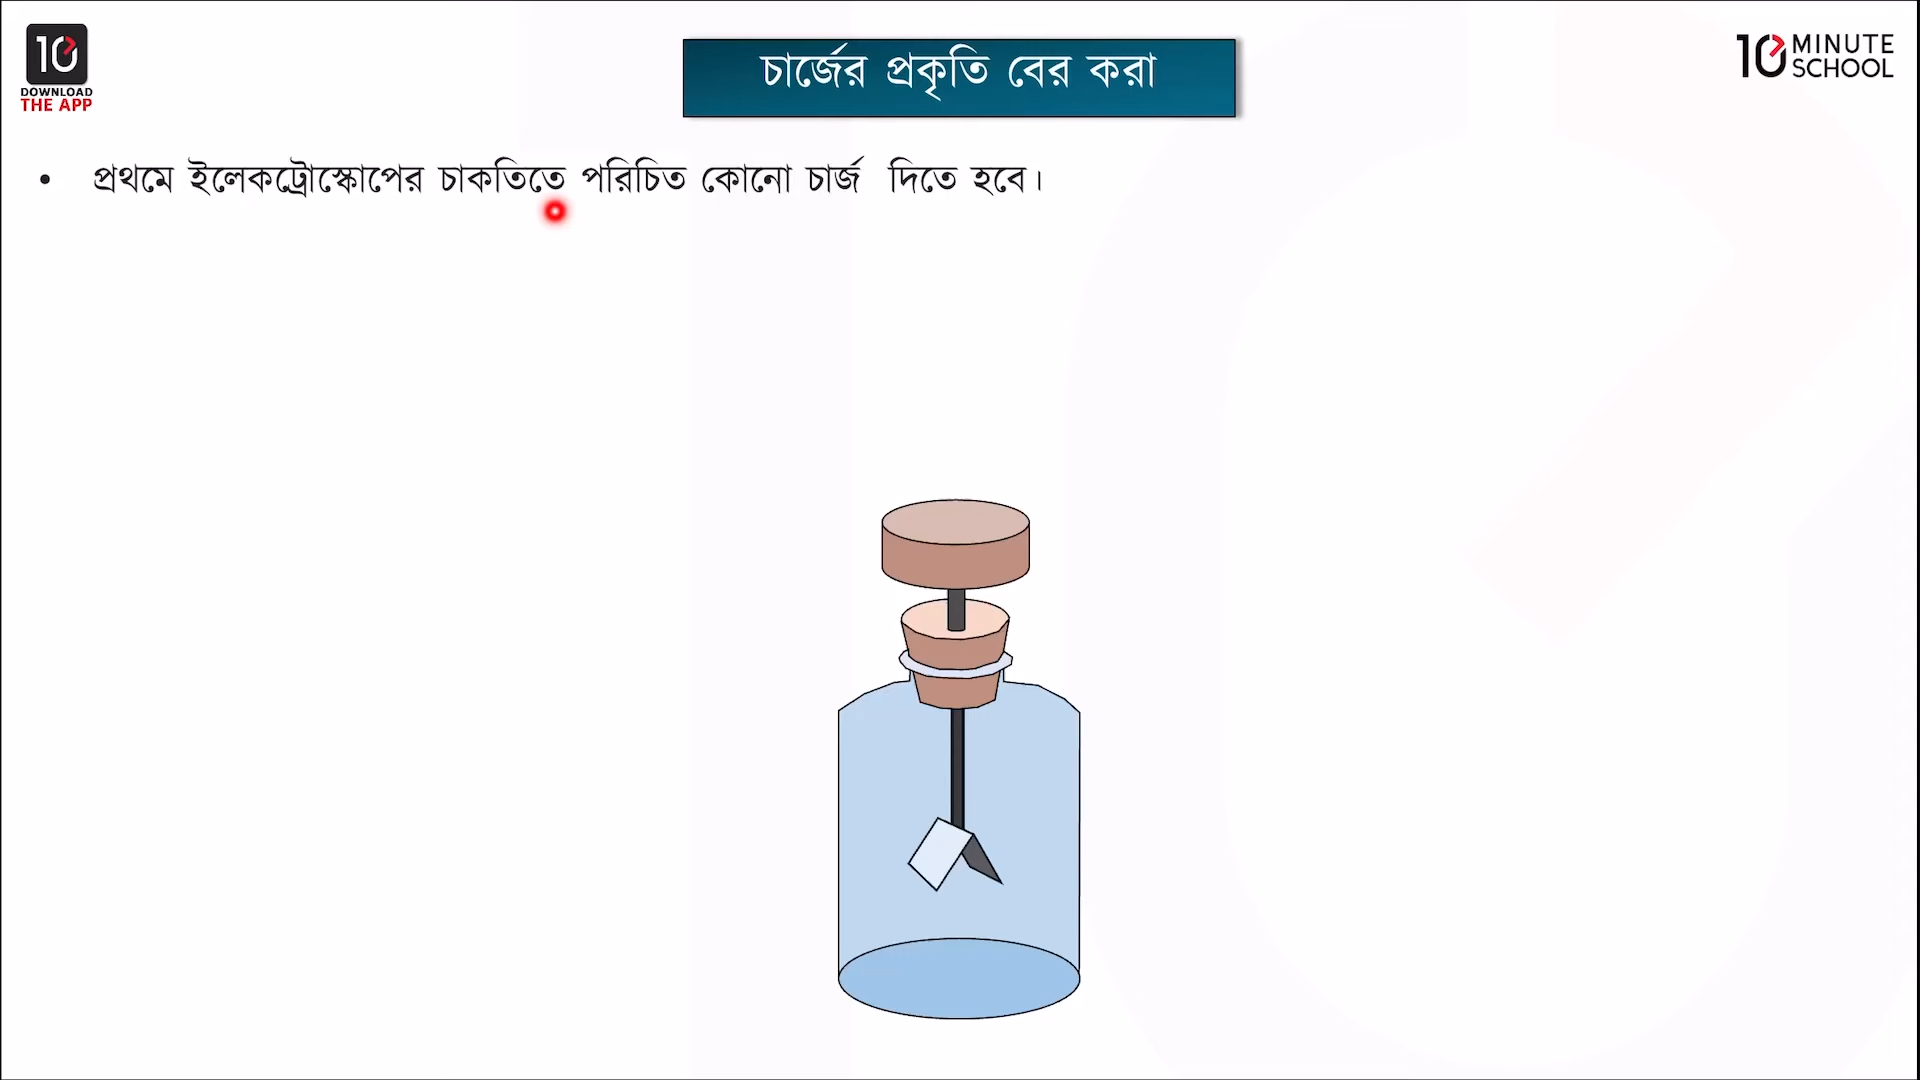 10
DOWNLOAD
THE APP
চার্জের প্রকৃতি বের করা
10 MINUTE
SCHOOL
• প্রথমে ইলেকট্রোস্কোপের চাকতিতে পরিচিত কোনো চার্জ দিতে হবে।